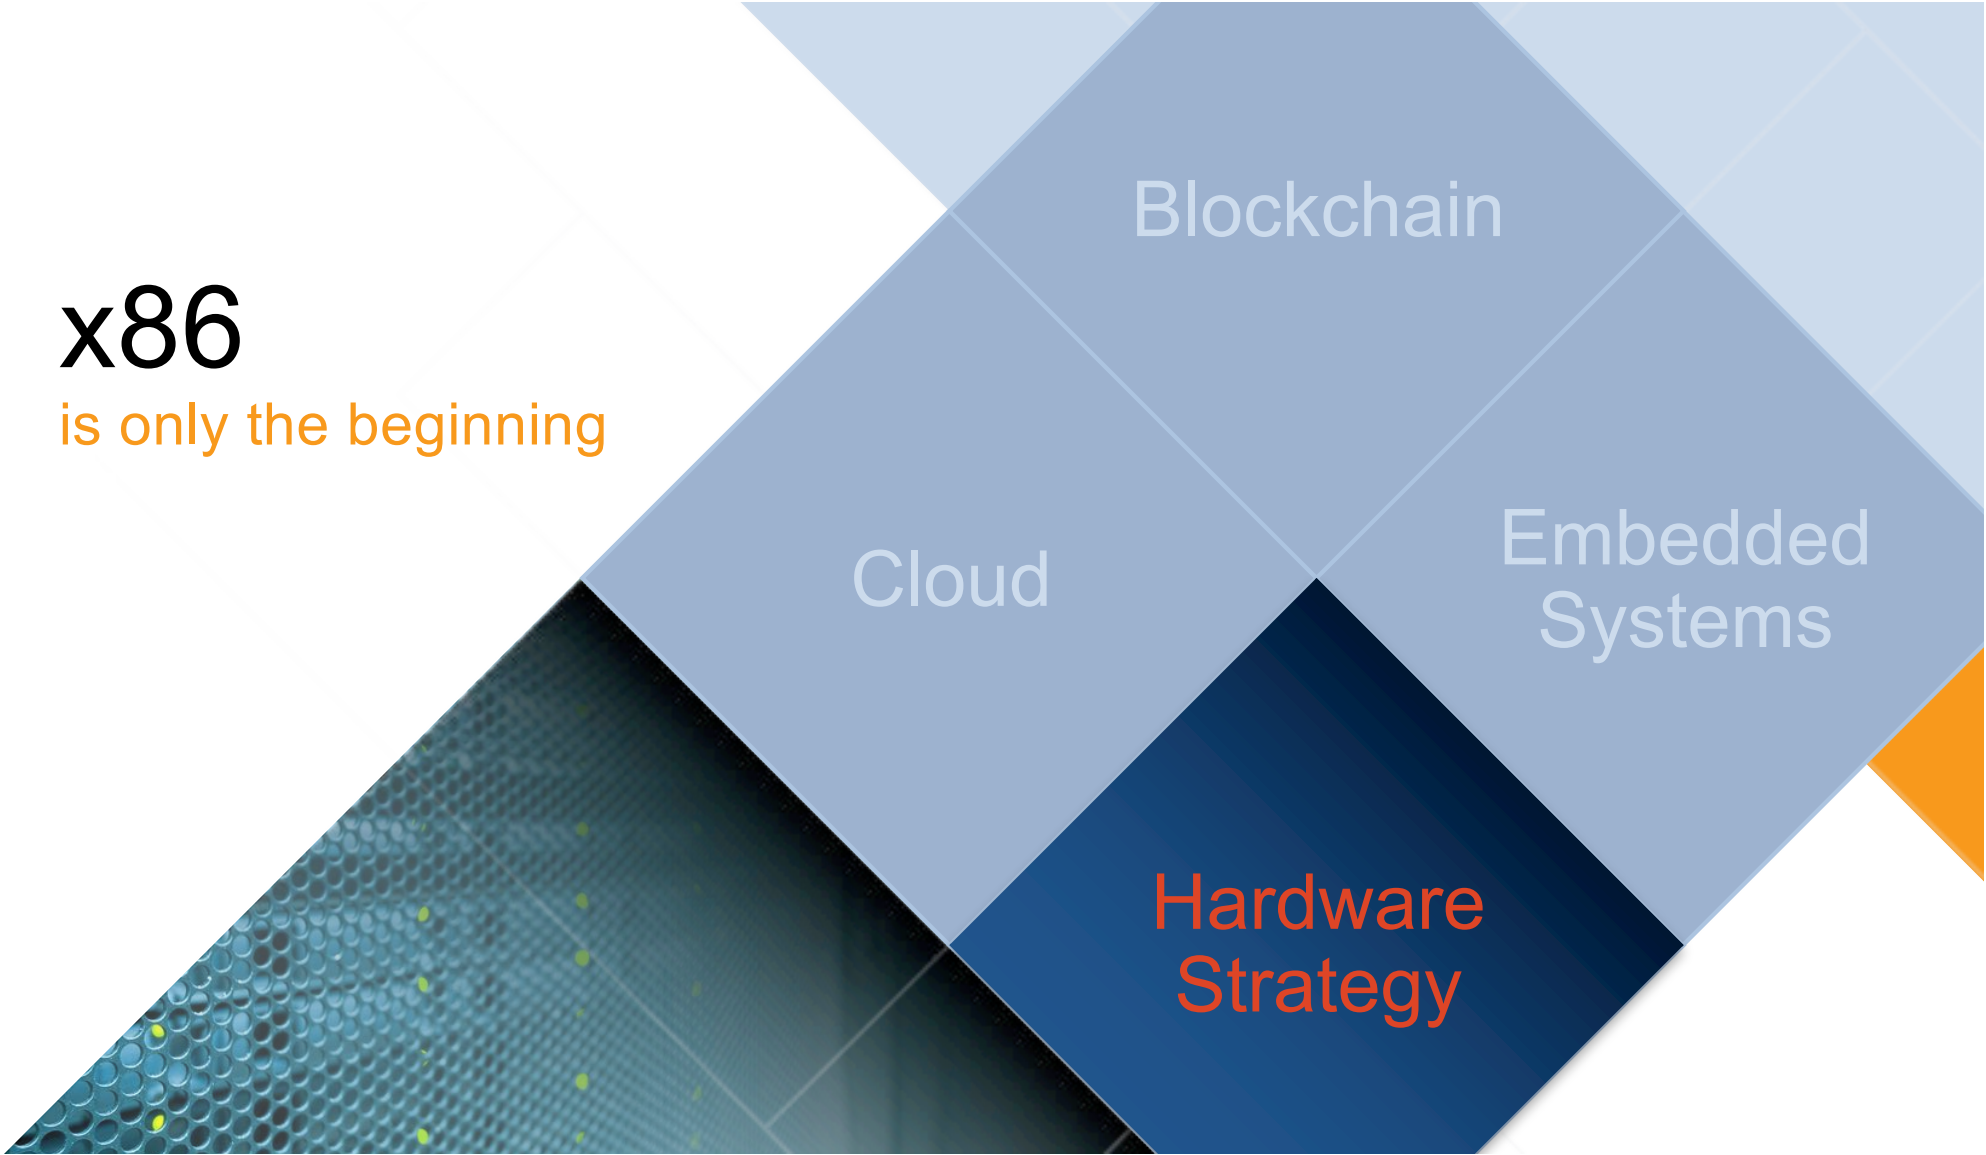 x86
is only the beginning
Blockchain
Cloud
Embedded
Systems
Hardware
Strategy